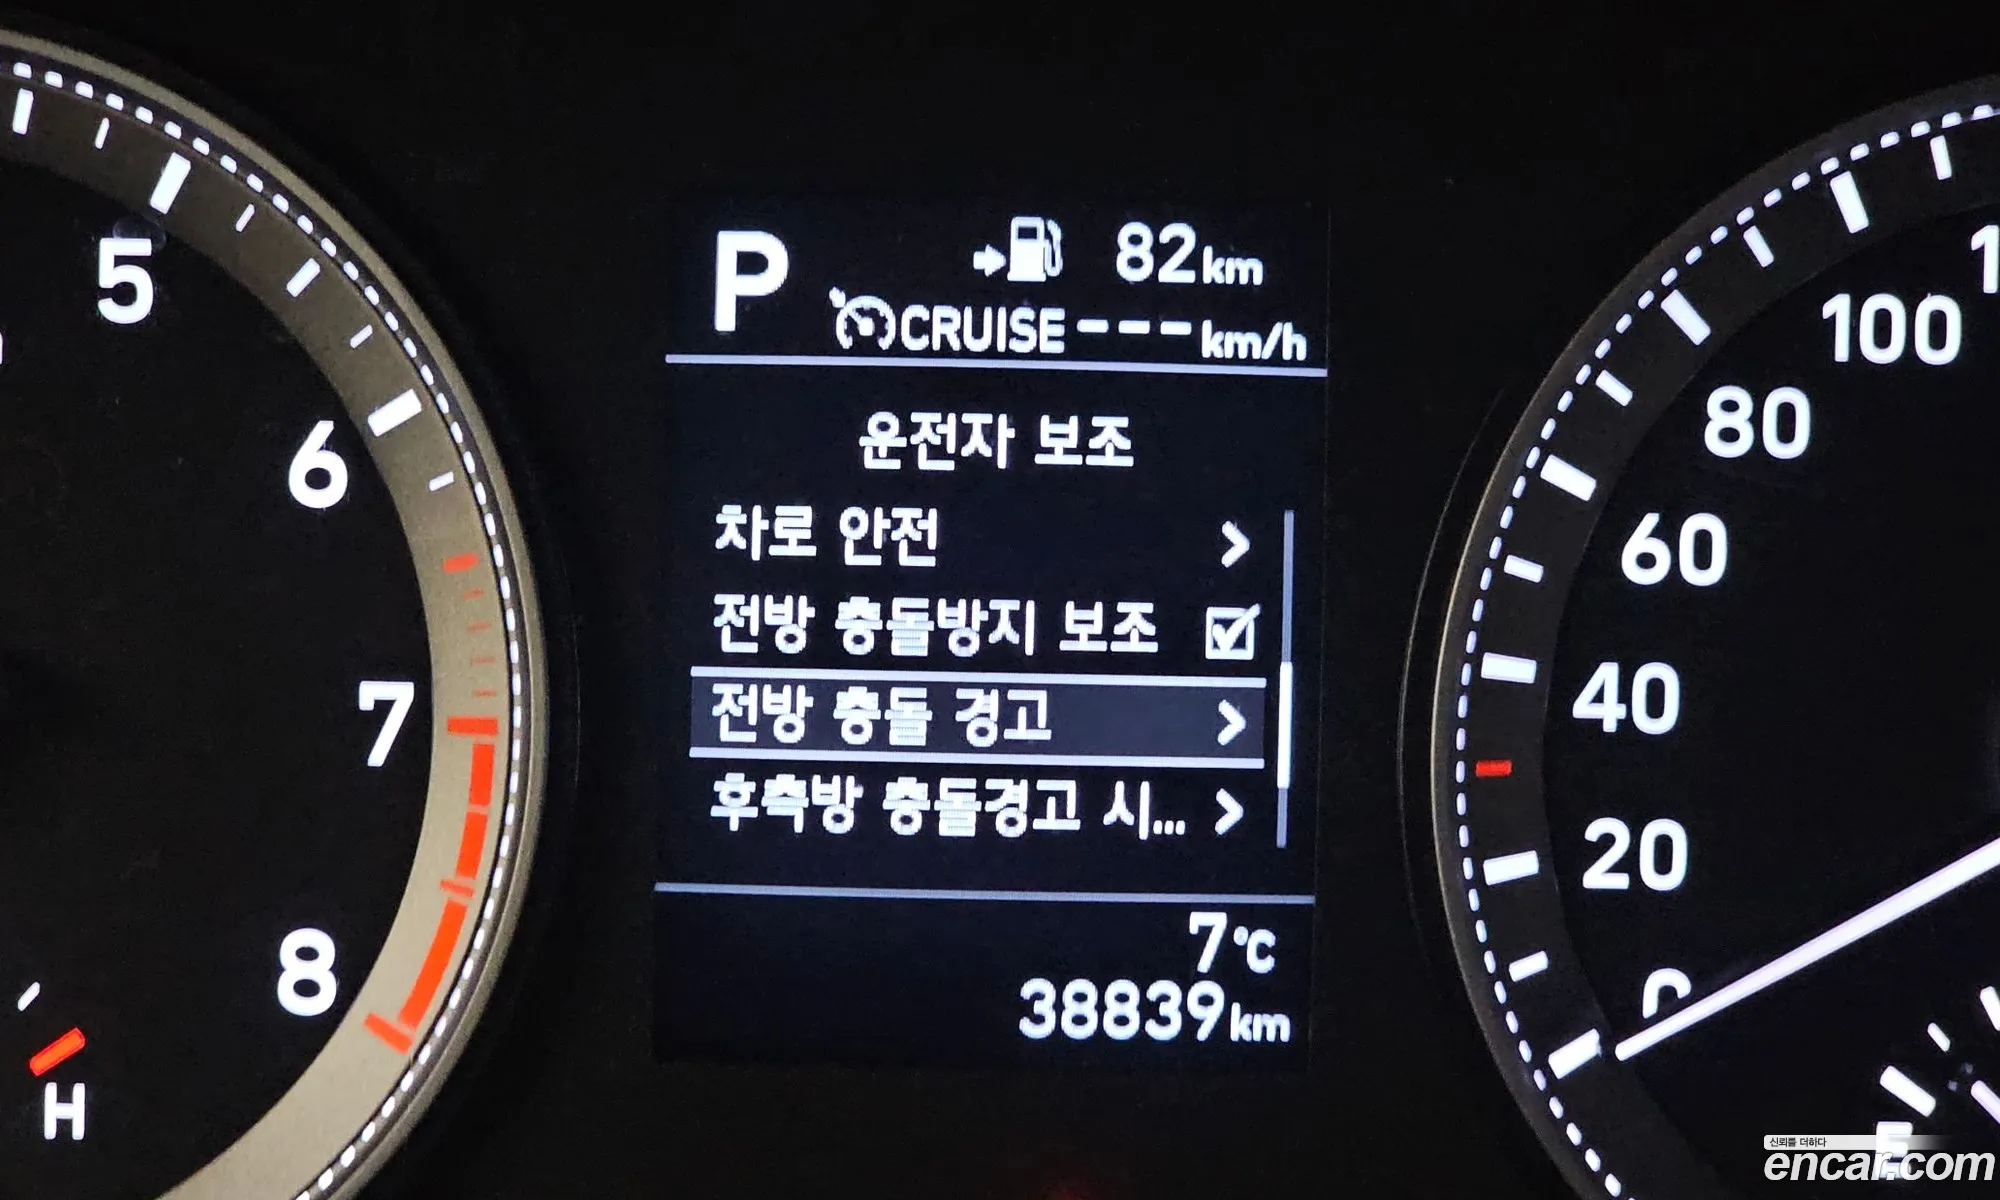 5
6
7
8
H
P 82km
CRUISE ---km/h
운전자 보조
차로 안전
전방 충돌방지 보조
전방 충돌 경고
후측방 충돌경고 시...
7°C
38839km
100
80
60
40
20
0
E
신뢰를 더하다
encar.com